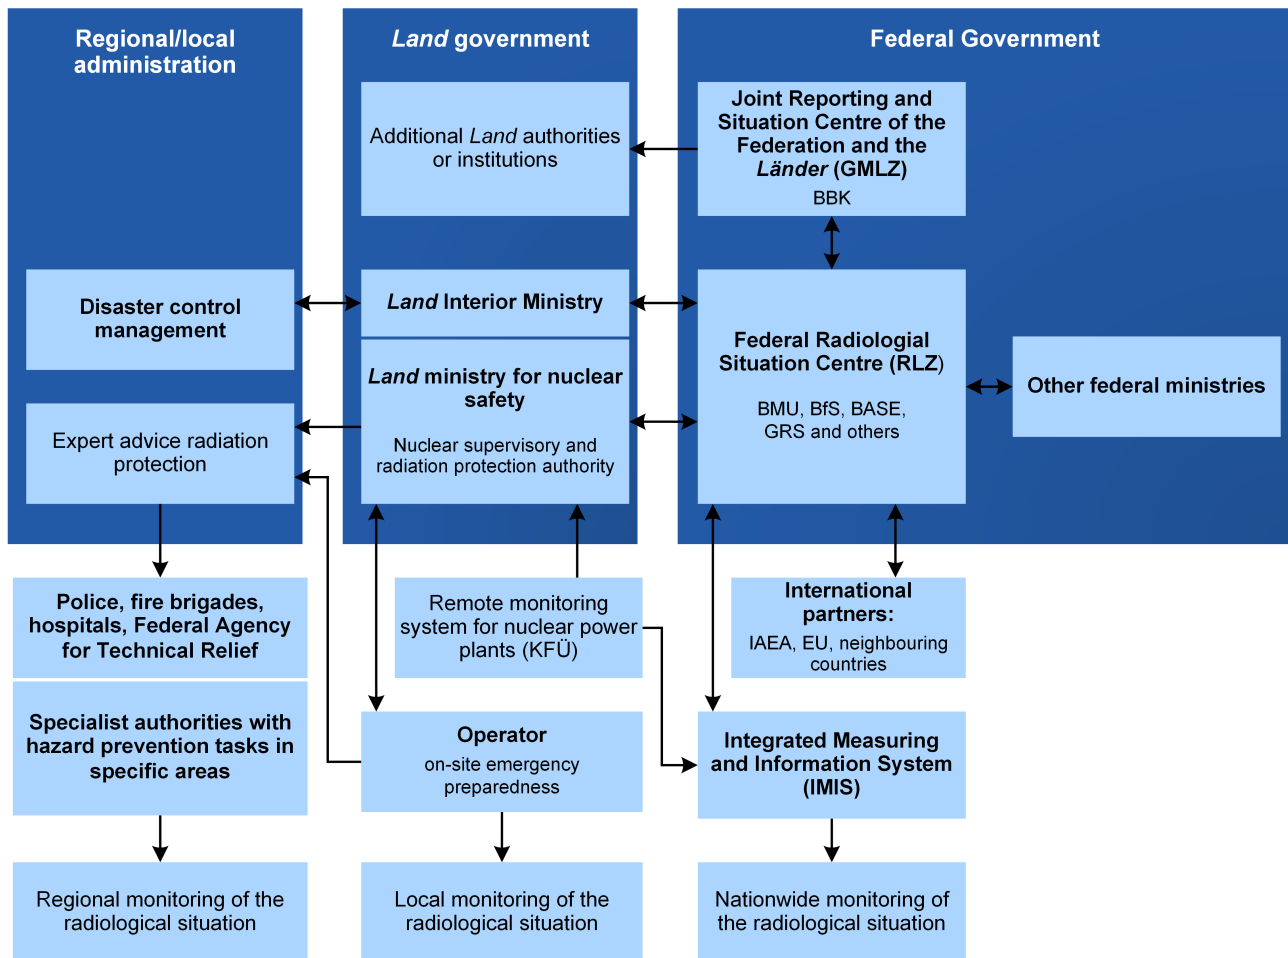 Regional/local
administration
Land government
Federal Government
Additional Land authorities
or institutions
Joint Reporting and
Situation Centre of the
Federation and the
Länder (GMLZ)
BBK
Disaster control
management
Land Interior Ministry
Land ministry for nuclear
safety
Nuclear supervisory and
radiation protection authority
Federal Radiologial
Situation Centre (RLZ)
BMU, BfS, BASE,
GRS and others
Other federal ministries
Expert advice radiation
protection
Police, fire brigades,
hospitals, Federal Agency
for Technical Relief
Remote monitoring
system for nuclear power
plants (KFÜ)
International
partners:
IAEA, EU, neighbouring
countries
Specialist authorities with
hazard prevention tasks in
specific areas
Operator
on-site emergency
preparedness
Integrated Measuring
and Information System
(IMIS)
Regional monitoring of the
radiological situation
Local monitoring of the
radiological situation
Nationwide monitoring of
the radiological situation